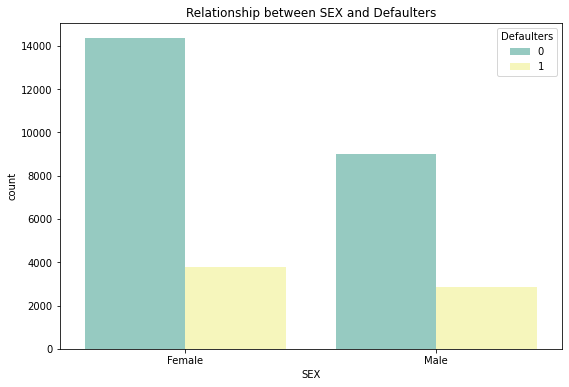 Relationship between SEX and Defaulters
Defaulters
0
1
14000
12000
10000
8000
6000
4000
2000
0
count
Female
Male
SEX